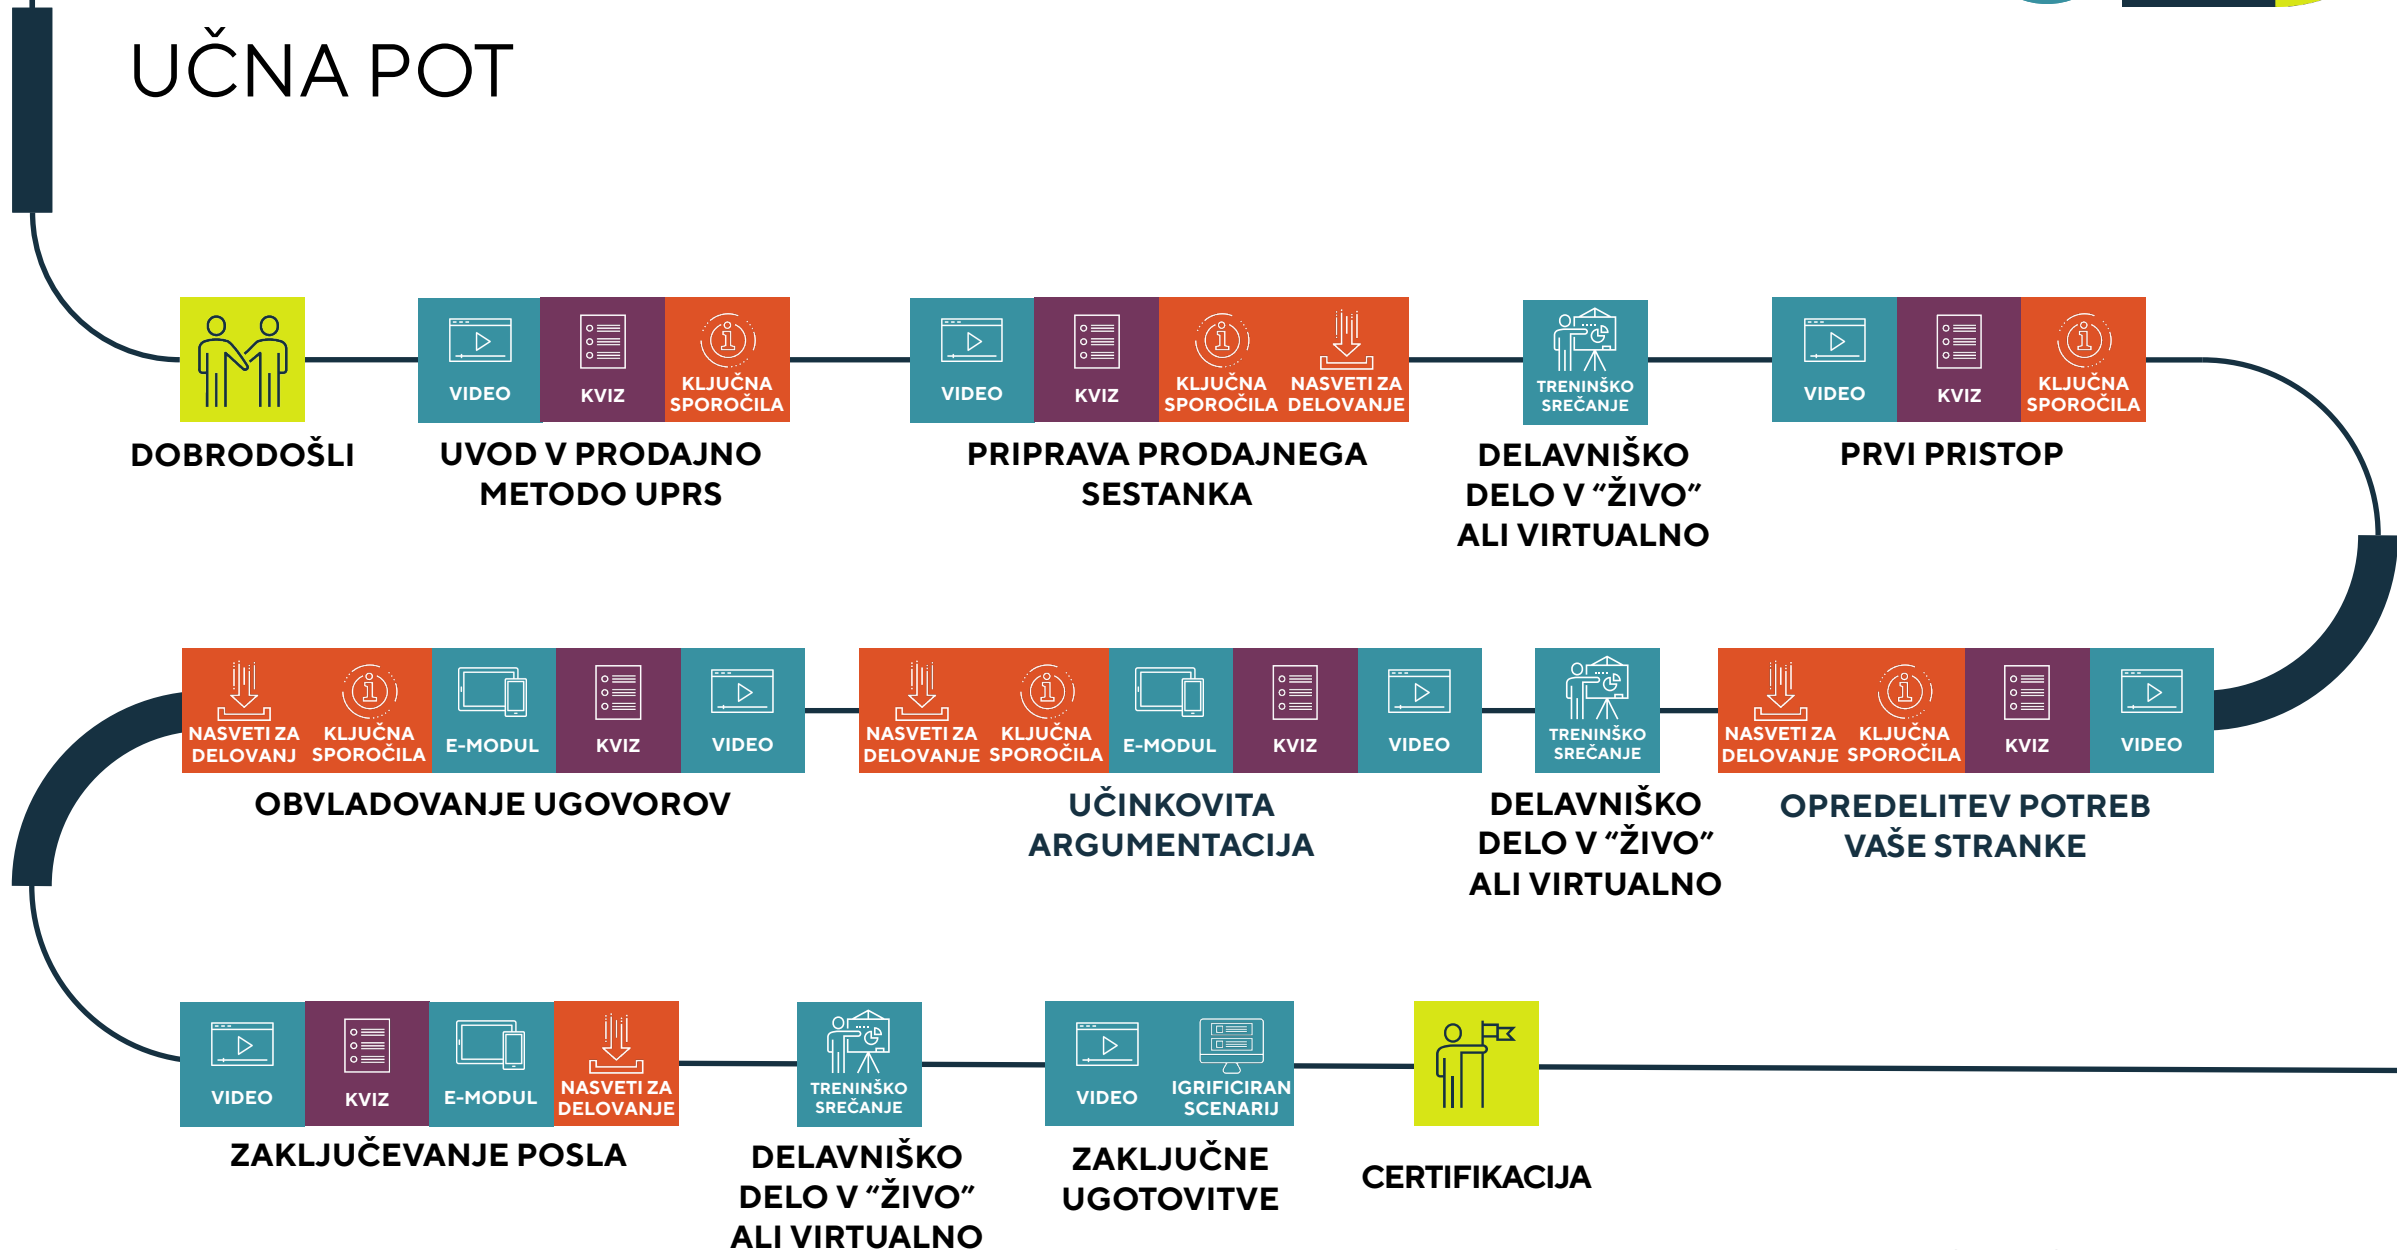 UČNA POT
VIDEO
KVIZ
KLJUČNA
SPOROČILA
VIDEO
KVIZ
KLJUČNA
SPOROČILA
NASVETI ZA
DELOVANJE
TRENINŠKO
SREČANJE
VIDEO
KVIZ
KLJUČNA
SPOROČILA
DOBRODOŠLI
UVOD V PRODAJNO
METODO UPRS
PRIPRAVA PRODAJNEGA
SESTANKA
DELAVNIŠKO
DELO V “ŽIVO”
ALI VIRTUALNO
PRVI PRISTOP
NASVETI ZA
DELOVANJ
KLJUČNA
SPOROČILA
E-MODUL
KVIZ
VIDEO
NASVETI ZA
DELOVANJE
KLJUČNA
SPOROČILA
E-MODUL
KVIZ
VIDEO
TRENINŠKO
SREČANJE
NASVETI ZA
DELOVANJE
KLJUČNA
SPOROČILA
KVIZ
VIDEO
OBVLADOVANJE UGOVOROV
UČINKOVITA
ARGUMENTACIJA
DELAVNIŠKO
DELO V “ŽIVO”
ALI VIRTUALNO
OPREDELITEV POTREB
VAŠE STRANKE
VIDEO
KVIZ
E-MODUL
NASVETI ZA
DELOVANJE
TRENINŠKO
SREČANJE
VIDEO
IGRIFICIRAN
SCENARIJ
ZAKLJUČEVANJE POSLA
DELAVNIŠKO
DELO V “ŽIVO”
ALI VIRTUALNO
ZAKLJUČNE
UGOTOVITVE
CERTIFIKACIJA